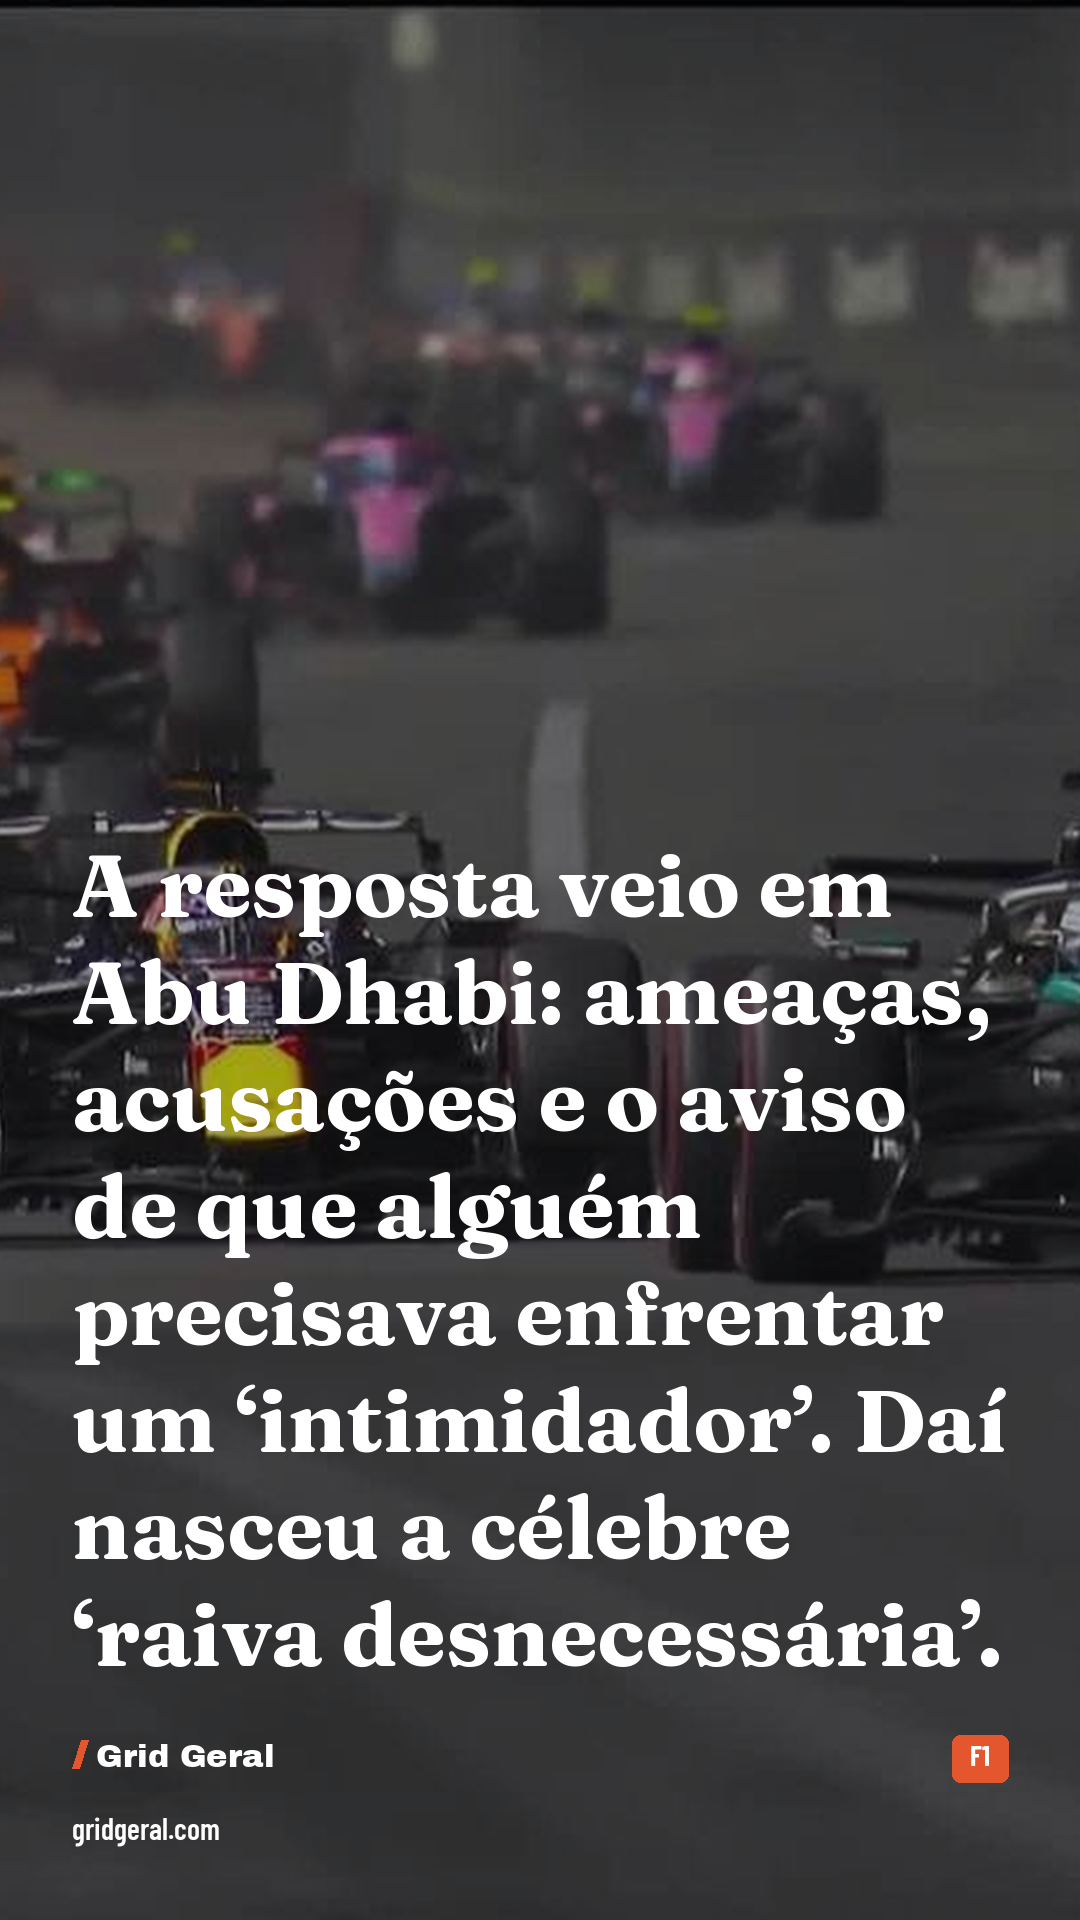 A resposta veio em
Abu Dhabi: ameaças,
acusações e o aviso
de que alguém
precisava enfrentar
um ‘intimidador’. Daí
nasceu a célebre
‘raiva desnecessária’.
/ Grid Geral
F1
gridgeral.com